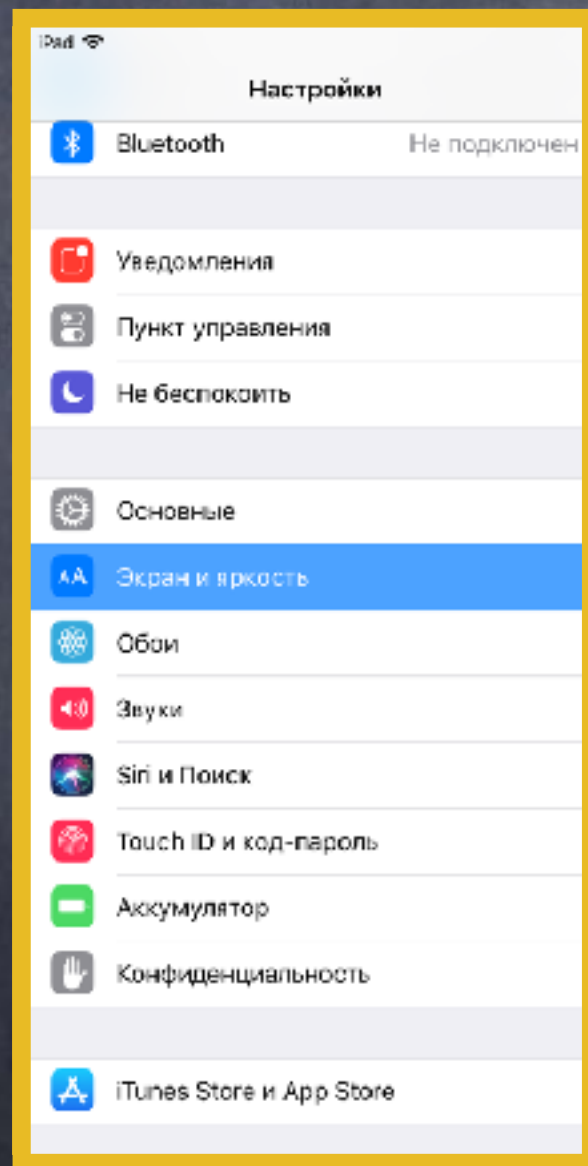 iPad
Настройки
Bluetooth Не подключен
Уведомления
Пункт управления
Не беспокоить
Основные
AA Экран и яркость
Обои
Звуки
Siri и Поиск
Touch ID и код-пароль
Аккумулятор
Конфиденциальность
iTunes Store и App Store